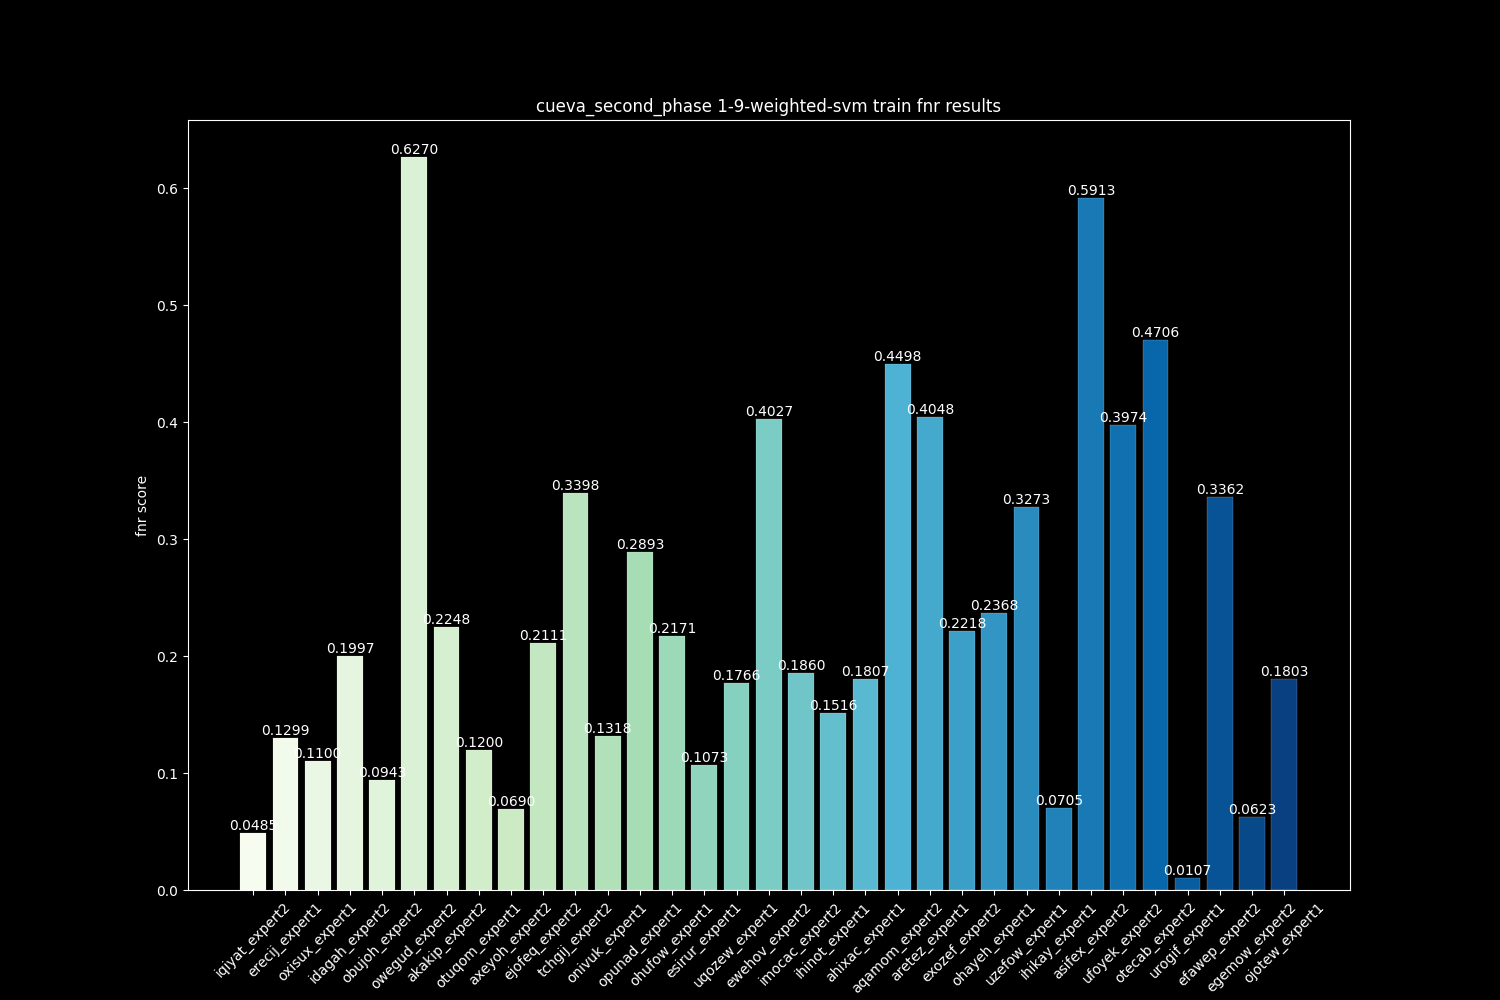 cueva_second_phase 1-9-weighted-svm train fnr results
fnr score
0.6
0.5
0.4
0.3
0.2
0.1
0.0
0.0485
0.1299
0.1100
0.1997
0.0943
0.6270
0.2248
0.1200
0.0690
0.2111
0.3398
0.1318
0.2893
0.2171
0.1073
0.1766
0.4027
0.1860
0.1516
0.1807
0.4498
0.4048
0.2218
0.2368
0.3273
0.0705
0.5913
0.3974
0.4706
0.0107
0.3362
0.0623
0.1803
iqjyat_expert2
erecij_expert1
oxisux_expert1
idagah_expert2
obujoh_expert2
owegud_expert2
akakip_expert2
otuqom_expert1
axeyoh_expert2
ejofeq_expert2
tchgjj_expert2
onivuk_expert1
opunad_expert1
ohufow_expert1
esirur_expert1
uqozew_expert1
ewehov_expert2
imocac_expert2
ihinot_expert1
ahixac_expert1
aqamom_expert2
aretez_expert1
exozef_expert2
ohayeh_expert1
uzefow_expert1
ihikay_expert1
asifex_expert2
ufoyek_expert2
otecab_expert2
urogif_expert1
efawep_expert2
egemow_expert2
ojotew_expert1